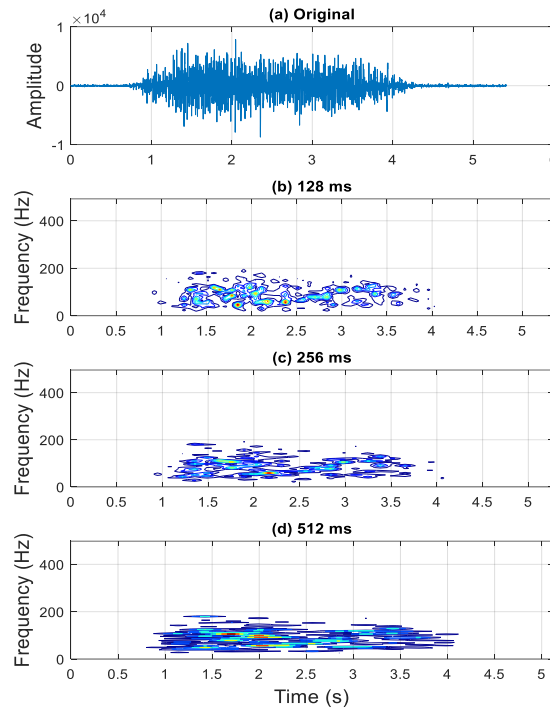 (a) Original
×10⁴
1
0
-1
Amplitude
0 1 2 3 4 5
(b) 128 ms
400
200
0
Frequency (Hz)
0 0.5 1 1.5 2 2.5 3 3.5 4 4.5 5
(c) 256 ms
400
200
0
Frequency (Hz)
0 0.5 1 1.5 2 2.5 3 3.5 4 4.5 5
(d) 512 ms
400
200
0
Frequency (Hz)
0 0.5 1 1.5 2 2.5 3 3.5 4 4.5 5
Time (s)